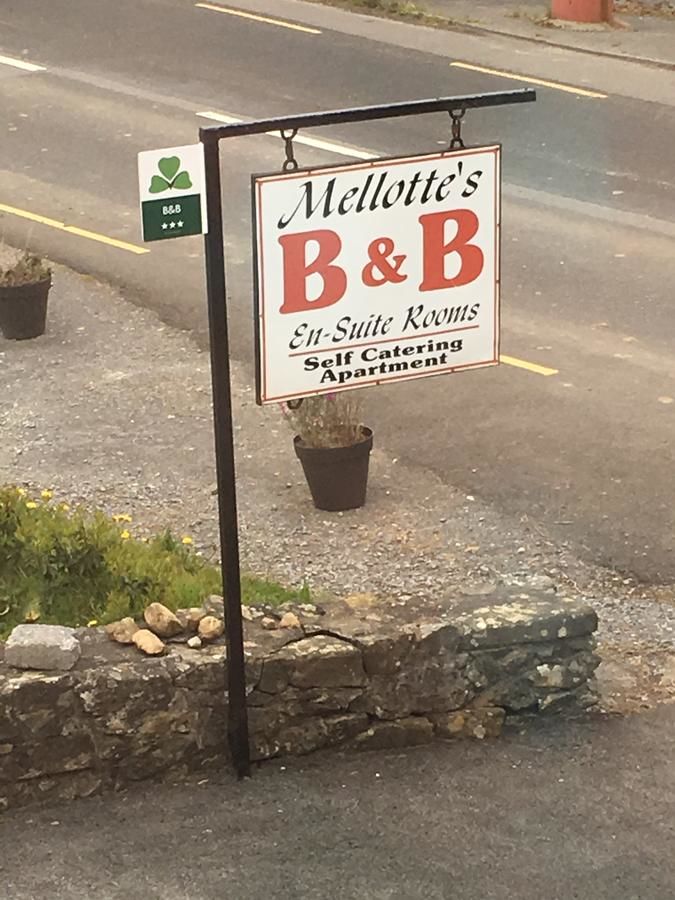 B&B
★★★
Mellotte's
B&B
En-Suite Rooms
Self Catering
Apartment